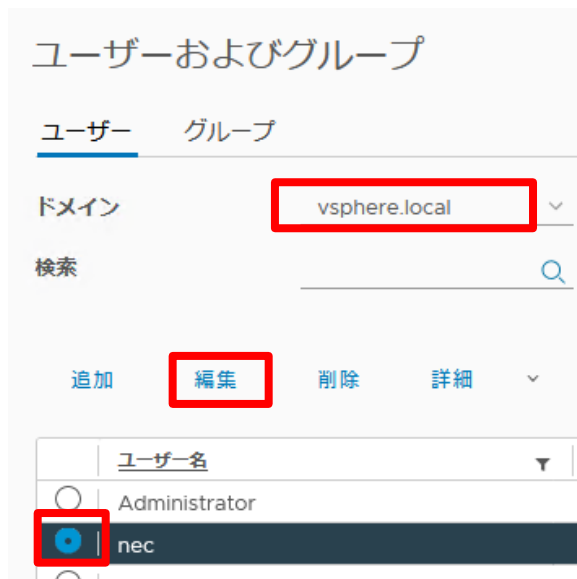 ユーザーおよびグループ
ユーザー グループ
ドメイン vsphere.local
検索
追加 編集 削除 詳細
ユーザー名
Administrator
nec